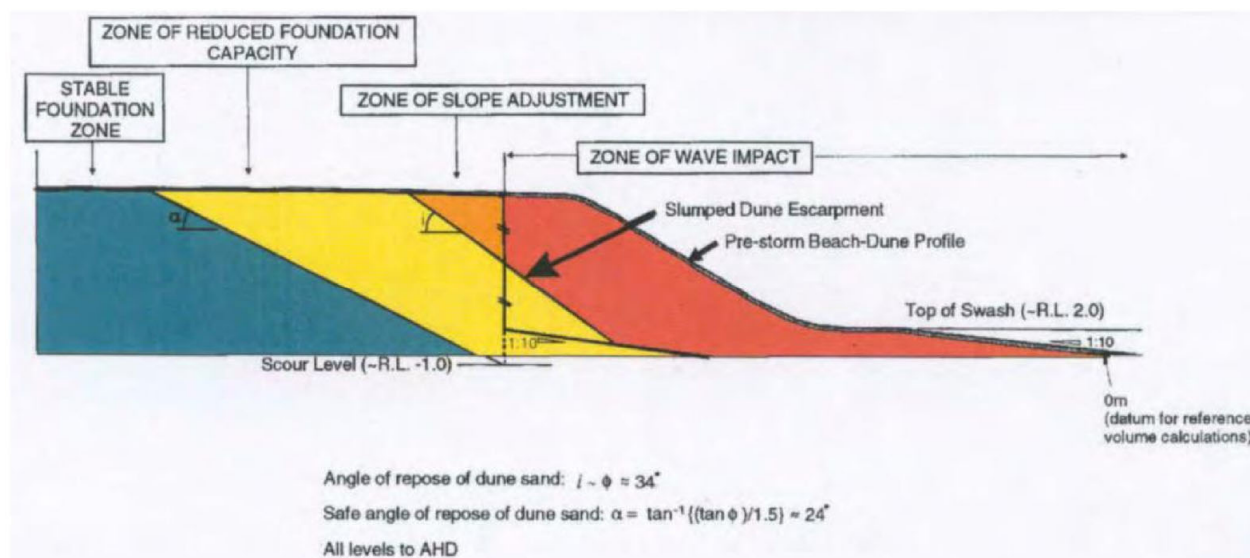 ZONE OF REDUCED FOUNDATION
CAPACITY
STABLE
FOUNDATION
ZONE
ZONE OF SLOPE ADJUSTMENT
ZONE OF WAVE IMPACT
α
i
Slumped Dune Escarpment
Pre-storm Beach-Dune Profile
Top of Swash (~R.L. 2.0)
1:10
1:10
Scour Level (~R.L. -1.0)
0m
(datum for reference
volume calculations)
Angle of repose of dune sand: i ~ ϕ ≈ 34°
Safe angle of repose of dune sand: α = tan⁻¹{(tan ϕ)/1.5} ≈ 24°
All levels to AHD